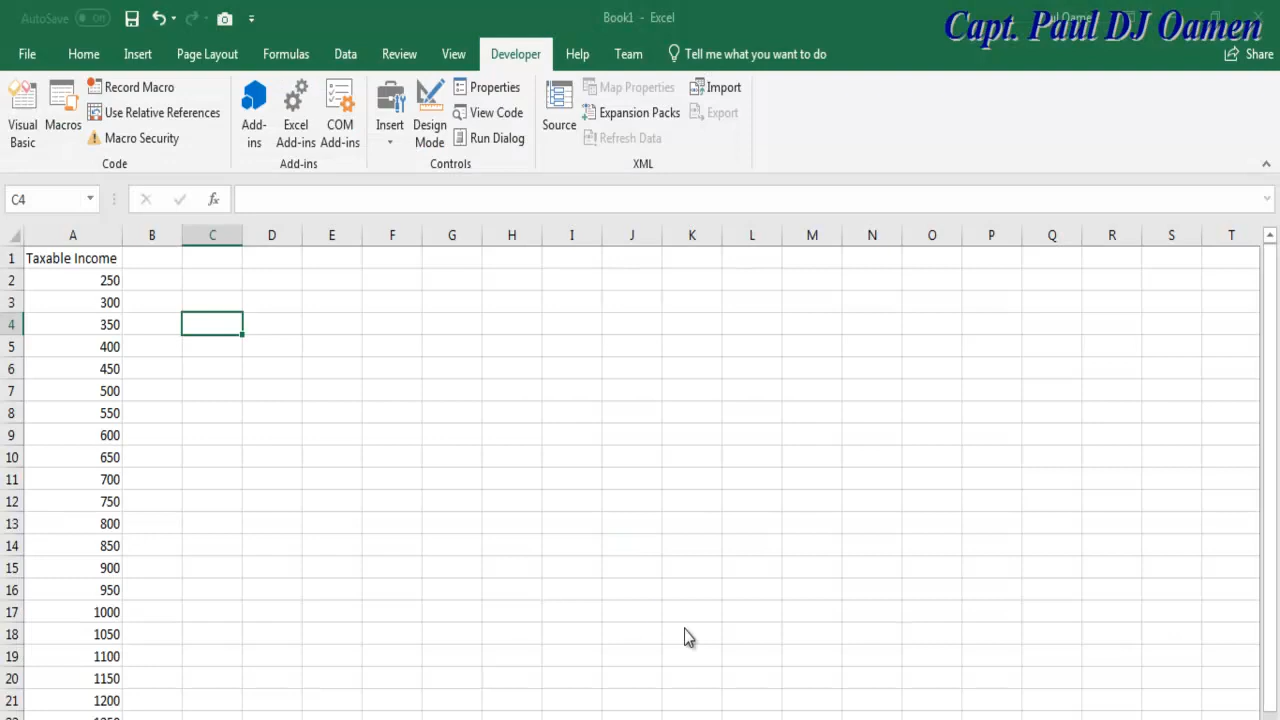 AutoSave Off
Book1 - Excel
Capt. Paul DJ Oamen
File Home Insert Page Layout Formulas Data Review View Developer Help Team Tell me what you want to do Share
Visual Basic
Macros
Record Macro
Use Relative References
Macro Security
Code
Add-ins
Excel Add-ins
COM Add-ins
Add-ins
Insert
Design Mode
Properties
View Code
Run Dialog
Controls
Source
Map Properties
Expansion Packs
Refresh Data
Import
Export
XML
C4 fx
A B C D E F G H I J K L M N O P Q R S T
1 Taxable Income
2 250
3 300
4 350
5 400
6 450
7 500
8 550
9 600
10 650
11 700
12 750
13 800
14 850
15 900
16 950
17 1000
18 1050
19 1100
20 1150
21 1200